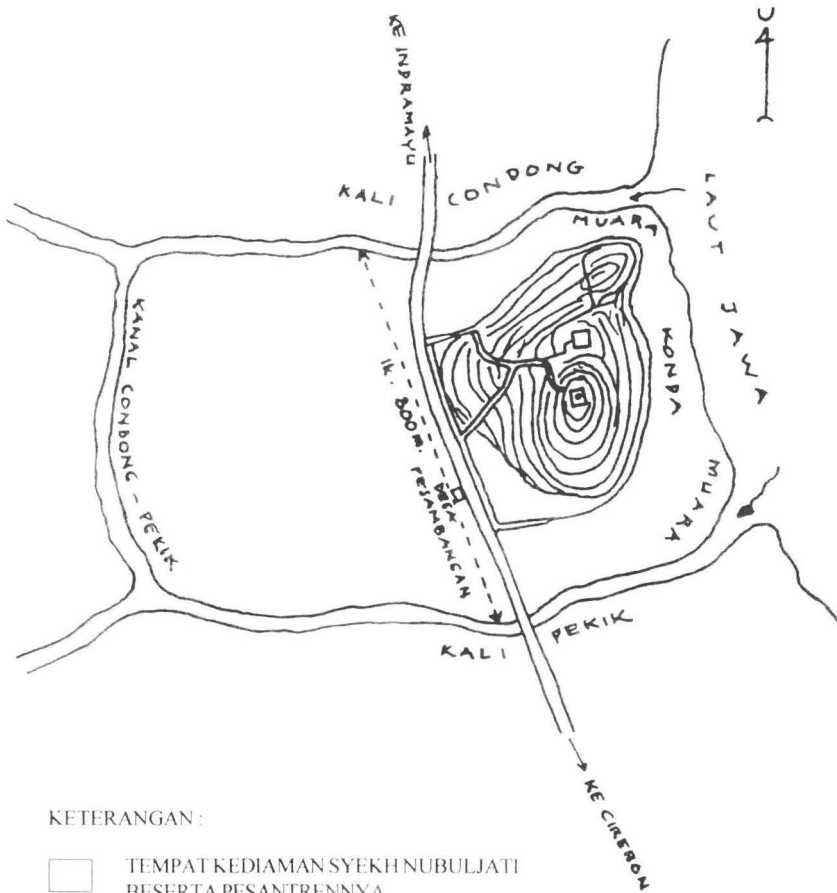 U
KE INDRAMAYU
KALI CONDONG
MUARA
LAUT JAWA
KONDA
MUARA
KANAL CONDONG - PEKIK
lk. 800 m.
DESA
PESAMBANGAN
KALI PEKIK
KE CIREBON
KETERANGAN :
TEMPAT KEDIAMAN SYEKH NUBULJATI
BESERTA PESANTRENNYA